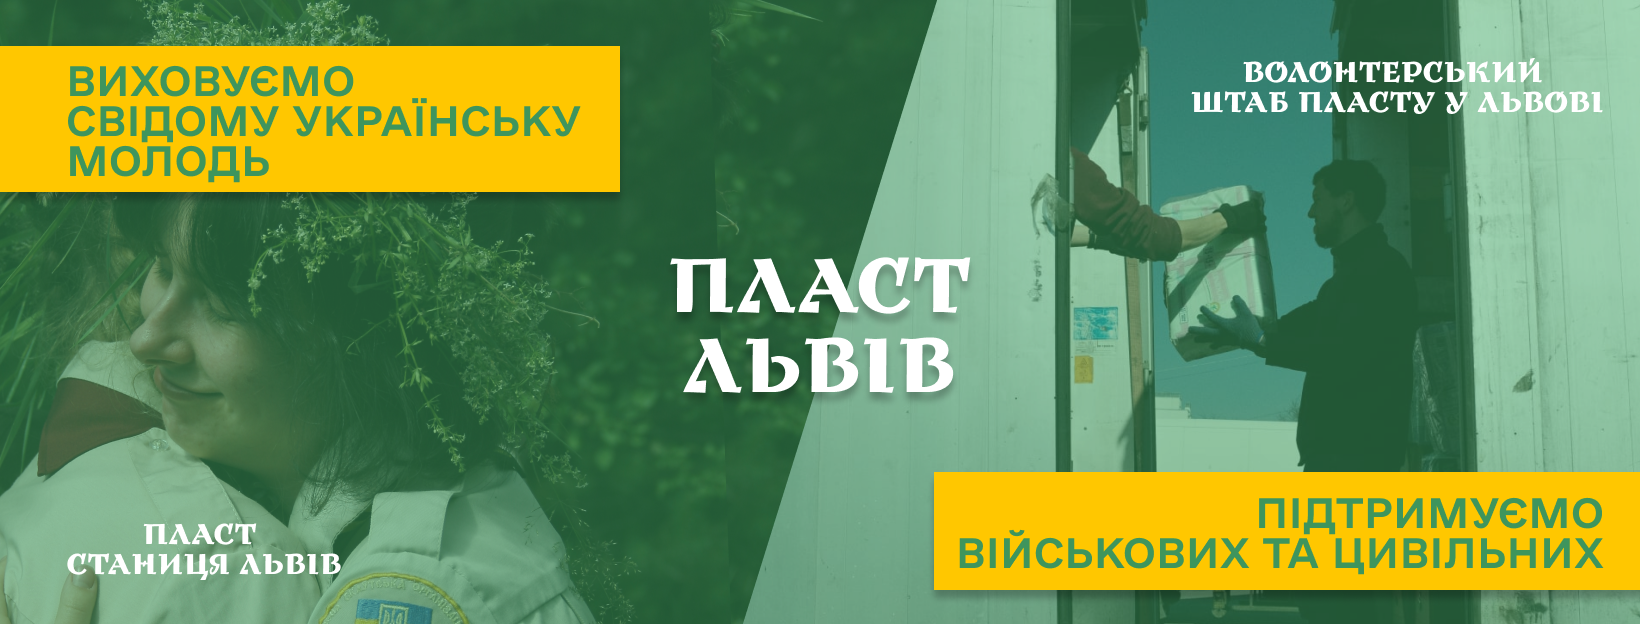 ВИХОВУЄМО
СВІДОМУ УКРАЇНСЬКУ
МОЛОДЬ
ВОЛОНТЕРСЬКИЙ
ШТАБ ПЛАСТУ У ЛЬВОВІ
ПЛАСТ
ЛЬВІВ
ПЛАСТ
СТАНИЦЯ ЛЬВІВ
ПІДТРИМУЄМО
ВІЙСЬКОВИХ ТА ЦИВІЛЬНИХ